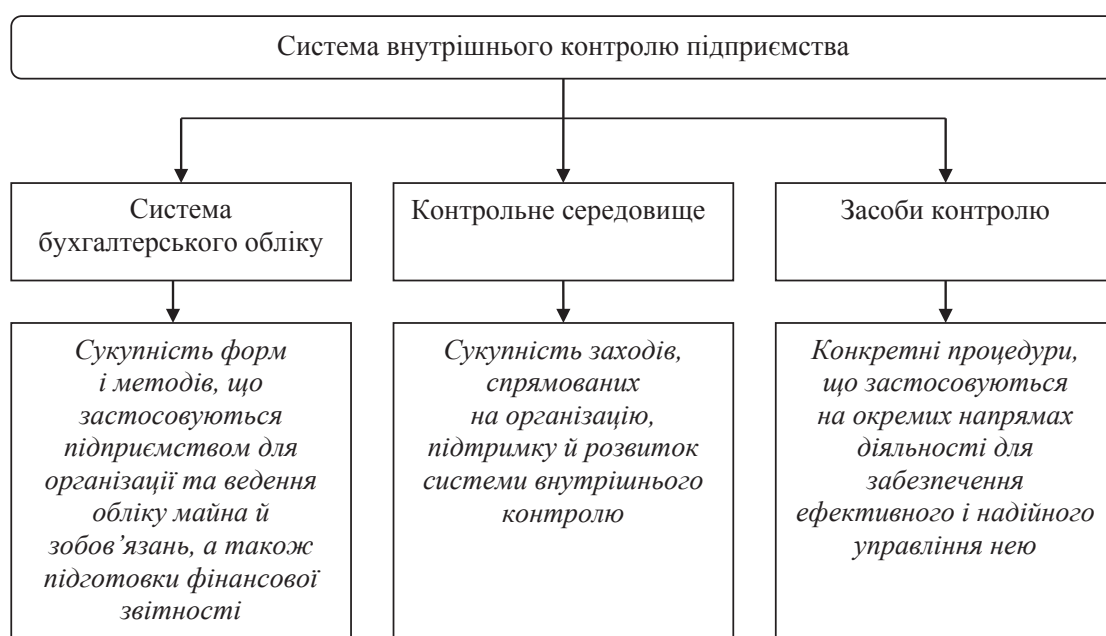 Система внутрішнього контролю підприємства
Система
бухгалтерського обліку
Контрольне середовище
Засоби контролю
Сукупність форм
і методів, що
застосовуються
підприємством для
організації та ведення
обліку майна й
зобов’язань, а також
підготовки фінансової
звітності
Сукупність заходів,
спрямованих
на організацію,
підтримку й розвиток
системи внутрішнього
контролю
Конкретні процедури,
що застосовуються
на окремих напрямах
діяльності для
забезпечення
ефективного і надійного
управління нею